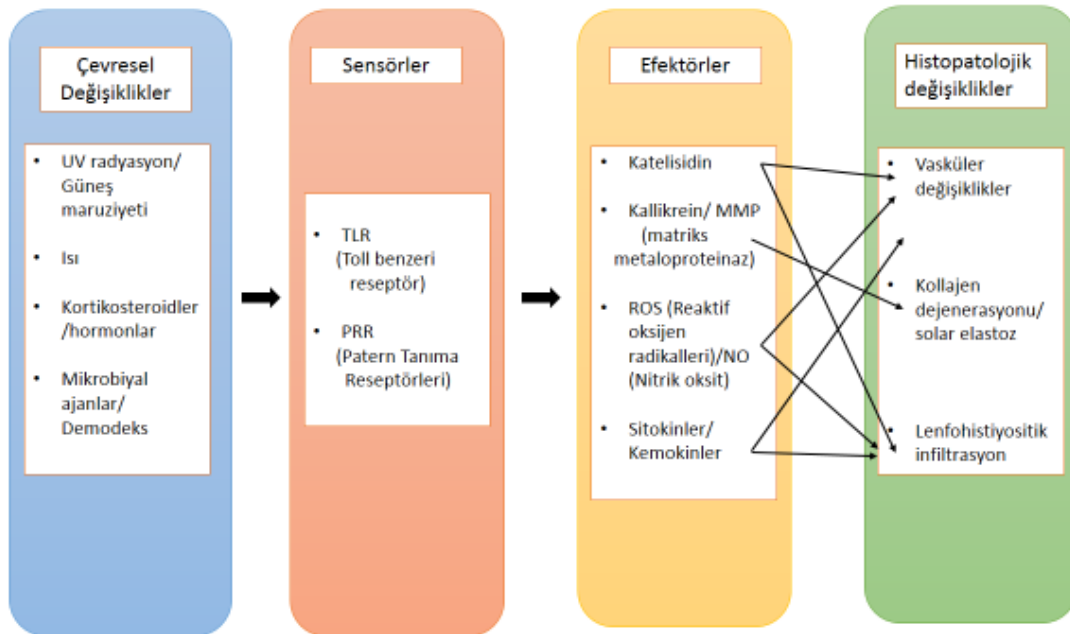 Çevresel
Değişiklikler
• UV radyasyon/
Güneş
maruziyeti
• Isı
• Kortikosteroidler
/hormonlar
• Mikrobiyal
ajanlar/
Demodeks
Sensörler
• TLR
(Toll benzeri
reseptör)
• PRR
(Patern Tanıma
Reseptörleri)
Efektörler
• Katelisidin
• Kallikrein/ MMP
(matriks
metaloproteinaz)
• ROS (Reaktif
oksijen
radikalleri)/NO
(Nitrik oksit)
• Sitokinler/
Kemokinler
Histopatolojik
değişiklikler
• Vasküler
değişiklikler
• Kollajen
dejenerasyonu/
solar elastoz
• Lenfohistiyositik
infiltrasyon